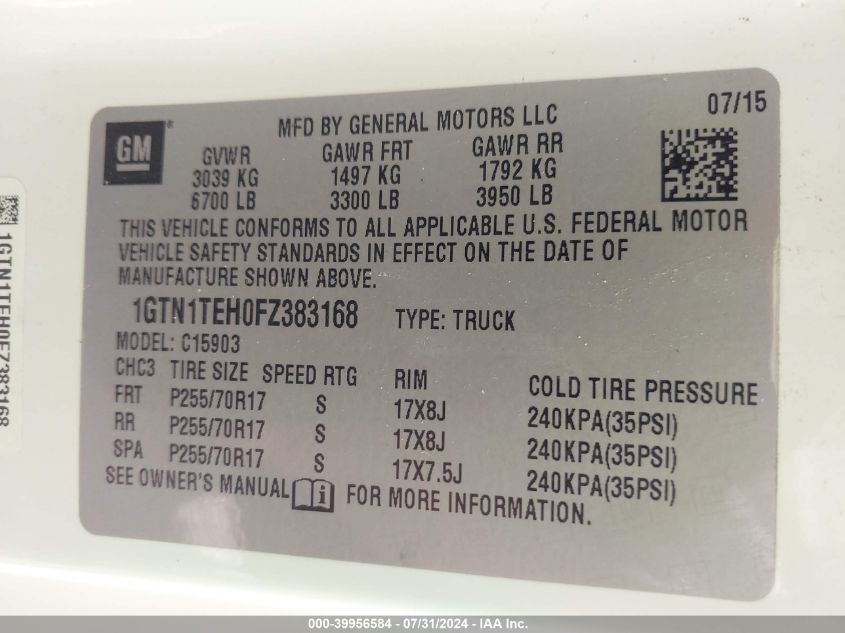 07/15
GM®
MFD BY GENERAL MOTORS LLC
GVWR GAWR FRT GAWR RR
3039 KG 1497 KG 1792 KG
6700 LB 3300 LB 3950 LB
THIS VEHICLE CONFORMS TO ALL APPLICABLE U.S. FEDERAL MOTOR
VEHICLE SAFETY STANDARDS IN EFFECT ON THE DATE OF
MANUFACTURE SHOWN ABOVE.
1GTN1TEH0FZ383168 TYPE: TRUCK
MODEL: C15903
CHC3 TIRE SIZE SPEED RTG RIM COLD TIRE PRESSURE
FRT P255/70R17 S 17X8J 240KPA(35PSI)
RR P255/70R17 S 17X8J 240KPA(35PSI)
SPA P255/70R17 S 17X7.5J 240KPA(35PSI)
SEE OWNER'S MANUAL FOR MORE INFORMATION.
1GTN1TEH0FZ383168
000-39956584 - 07/31/2024 - IAA Inc.